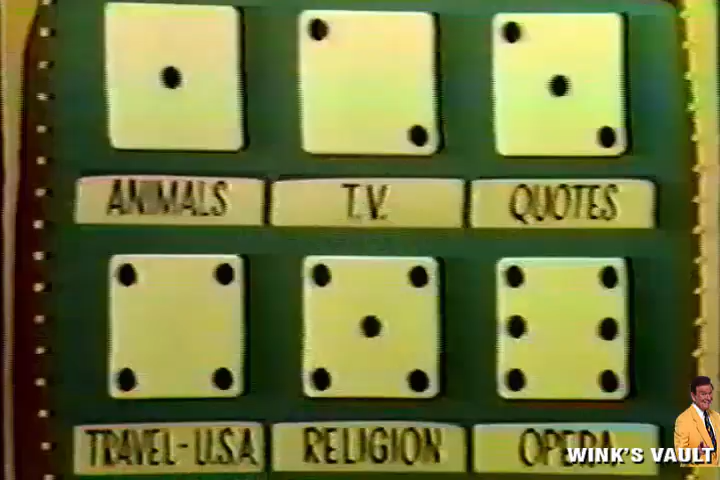 ANIMALS
T.V.
QUOTES
TRAVEL-U.S.A
RELIGION
OPERA
WINK'S VAULT